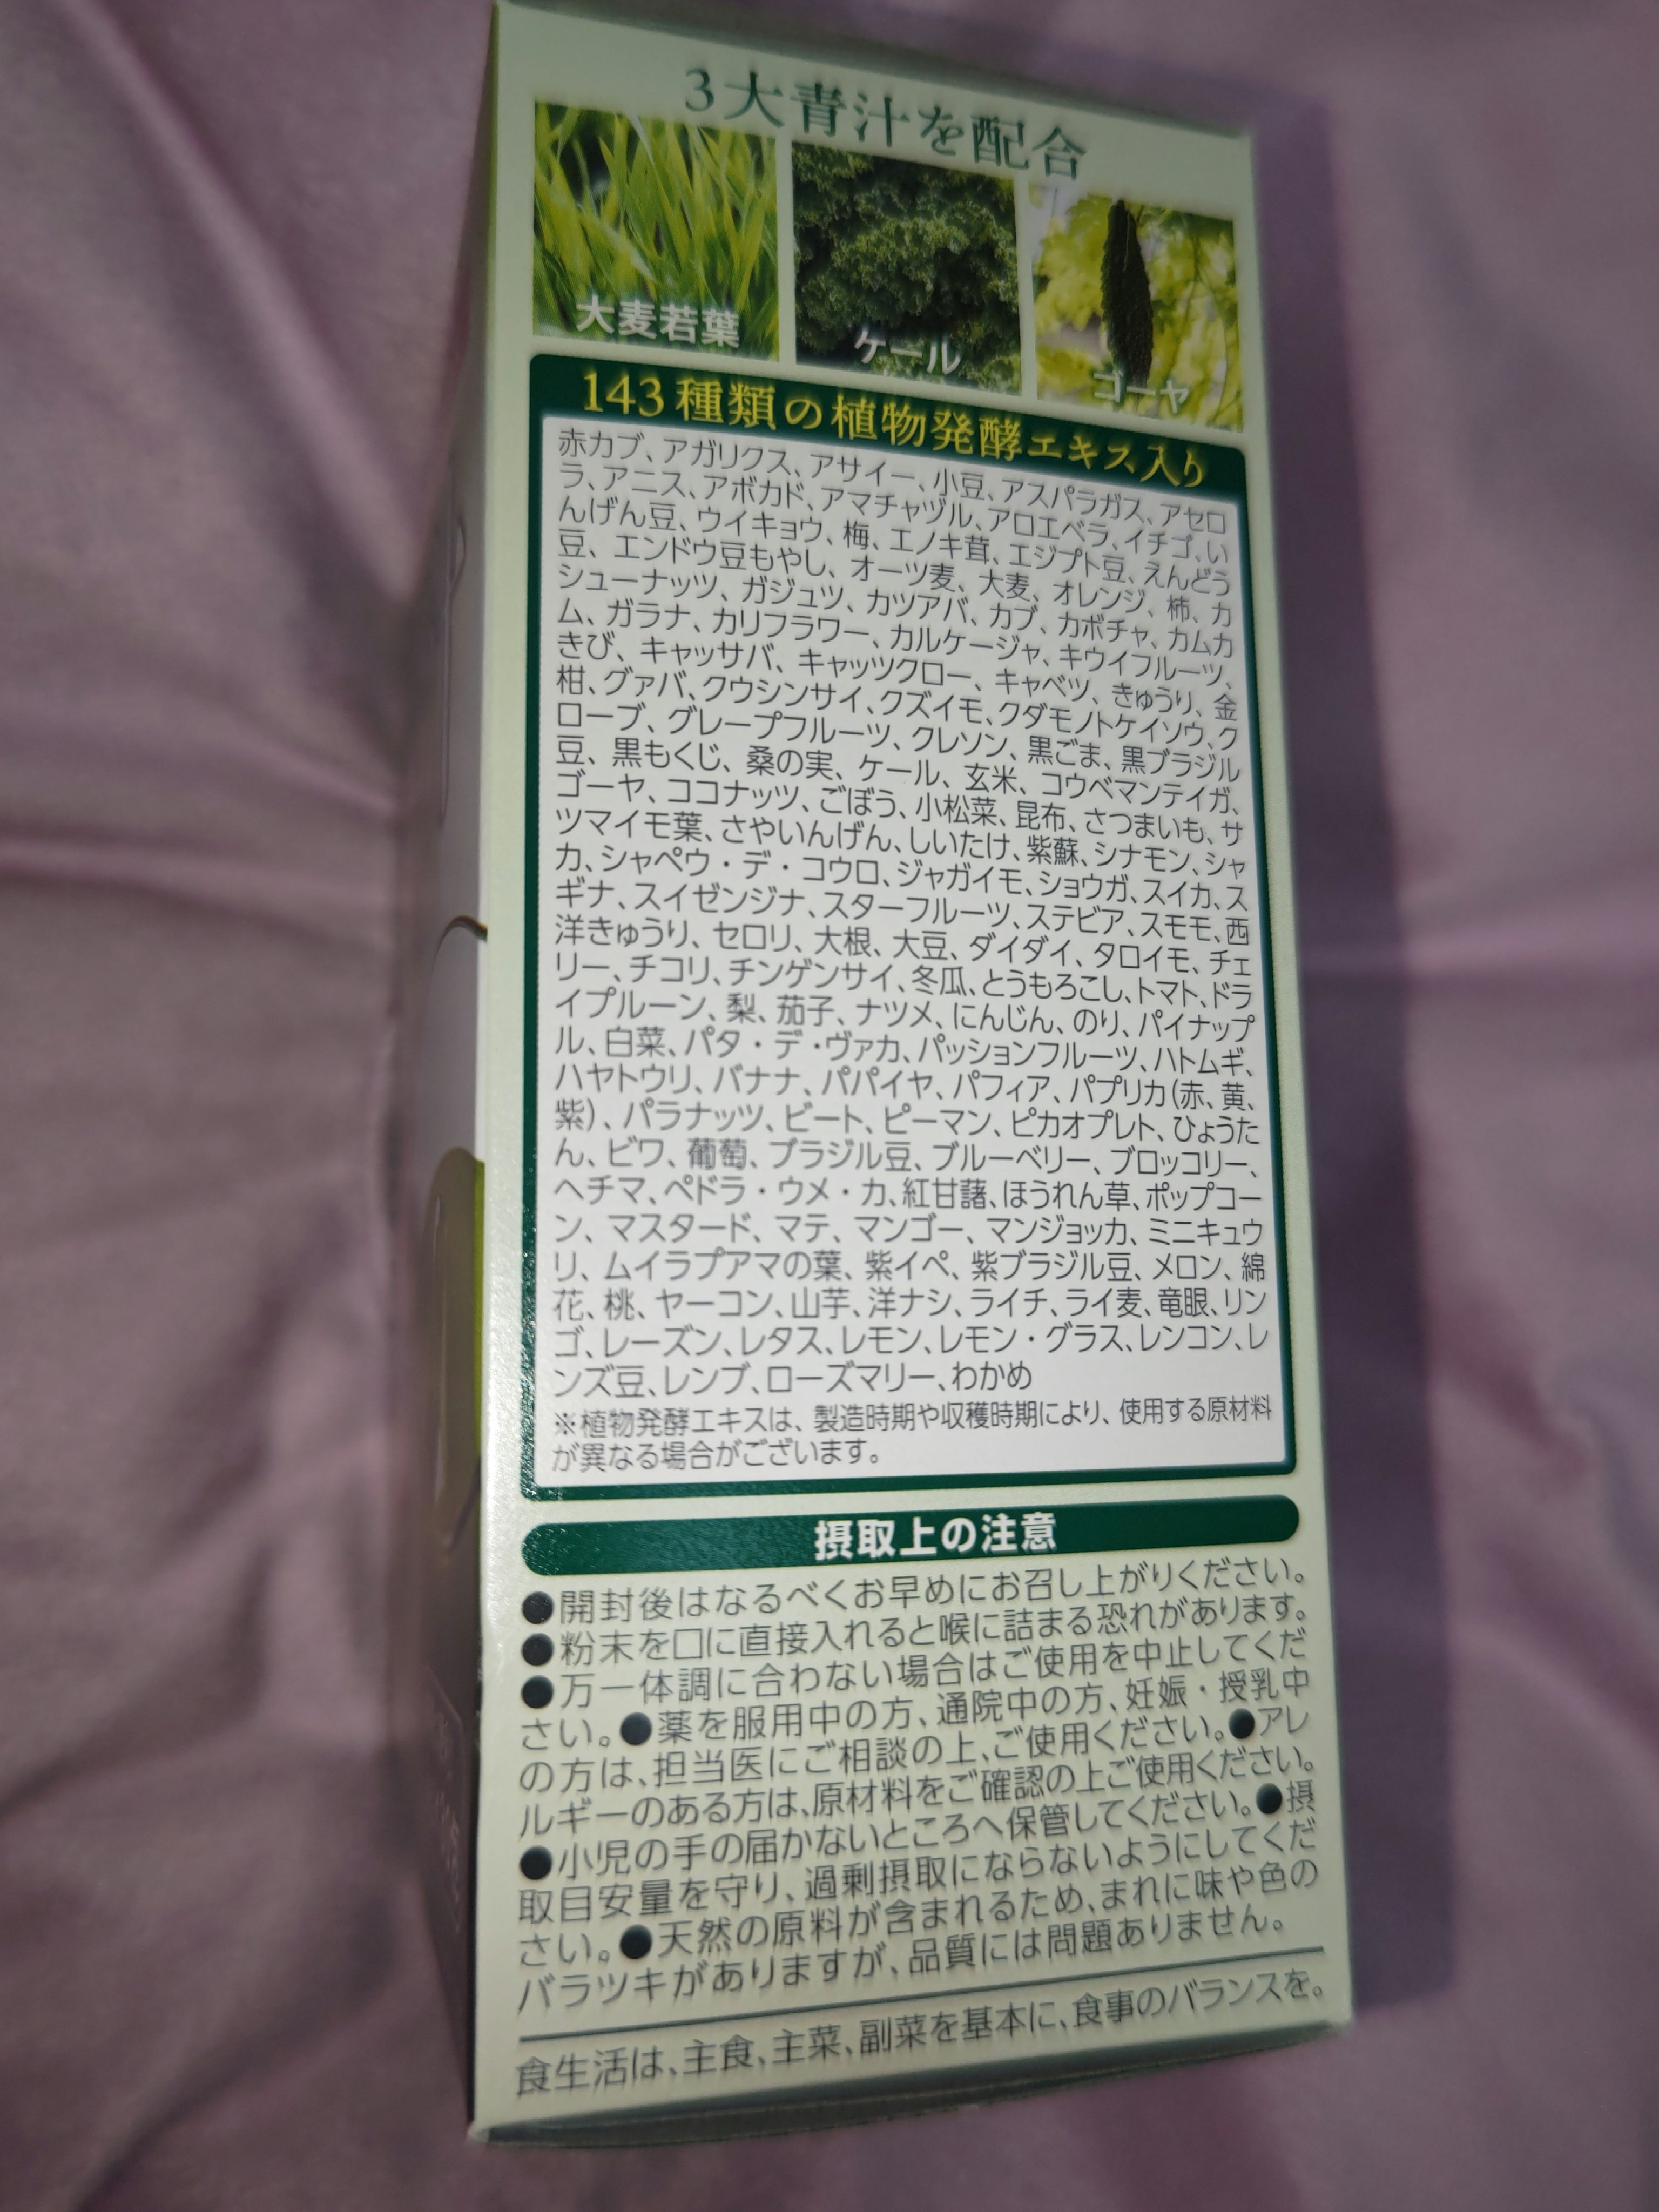 3大青汁を配合
大麦若葉
ケール
ゴーヤ
143種類の植物発酵エキス入り
赤カブ、アガリクス、アサイー、小豆、アスパラガス、アセロ
ラ、アニス、アボカド、アマチャヅル、アロエベラ、イチゴ、い
んげん豆、ウイキョウ、梅、エノキ茸、エジプト豆、えんどう
豆、エンドウ豆もやし、オーツ麦、大麦、オレンジ、柿、カ
シューナッツ、ガジュツ、カツアバ、カブ、カボチャ、カムカ
ム、ガラナ、カリフラワー、カルケージャ、キウイフルーツ、
きび、キャッサバ、キャッツクロー、キャベツ、きゅうり、金
柑、グァバ、クウシンサイ、クズイモ、クダモノトケイソウ、ク
ローブ、グレープフルーツ、クレソン、黒ごま、黒ブラジル
豆、黒もくじ、桑の実、ケール、玄米、コウベマンテイガ、
ゴーヤ、ココナッツ、ごぼう、小松菜、昆布、さつまいも、サ
ツマイモ葉、さやいんげん、しいたけ、紫蘇、シナモン、シャ
カ、シャペウ・デ・コウロ、ジャガイモ、ショウガ、スイカ、ス
ギナ、スイゼンジナ、スターフルーツ、ステビア、スモモ、西
洋きゅうり、セロリ、大根、大豆、ダイダイ、タロイモ、チェ
リー、チコリ、チンゲンサイ、冬瓜、とうもろこし、トマト、ドラ
イプルーン、梨、茄子、ナツメ、にんじん、のり、パイナップ
ル、白菜、パタ・デ・ヴァカ、パッションフルーツ、ハトムギ、
ハヤトウリ、バナナ、パパイヤ、パフィア、パプリカ(赤、黄、
紫)、パラナッツ、ビート、ピーマン、ピカオプレト、ひょうた
ん、ビワ、葡萄、ブラジル豆、ブルーベリー、ブロッコリー、
ヘチマ、ペドラ・ウメ・カ、紅甘藷、ほうれん草、ポップコー
ン、マスタード、マテ、マンゴー、マンジョッカ、ミニキュウ
リ、ムイラプアマの葉、紫イペ、紫ブラジル豆、メロン、綿
花、桃、ヤーコン、山芋、洋ナシ、ライチ、ライ麦、竜眼、リン
ゴ、レーズン、レタス、レモン、レモン・グラス、レンコン、レ
ンズ豆、レンブ、ローズマリー、わかめ
※植物発酵エキスは、製造時期や収穫時期により、使用する原材料
が異なる場合がございます。
摂取上の注意
●開封後はなるべくお早めにお召し上がりください。
●粉末を口に直接入れると喉に詰まる恐れがあります。
●万一体調に合わない場合はご使用を中止してくだ
さい。●薬を服用中の方、通院中の方、妊娠・授乳中
の方は、担当医にご相談の上、ご使用ください。●アレ
ルギーのある方は、原材料をご確認の上ご使用ください。
●小児の手の届かないところへ保管してください。●摂
取目安量を守り、過剰摂取にならないようにしてくだ
さい。●天然の原料が含まれるため、まれに味や色の
バラツキがありますが、品質には問題ありません。
食生活は、主食、主菜、副菜を基本に、食事のバランスを。